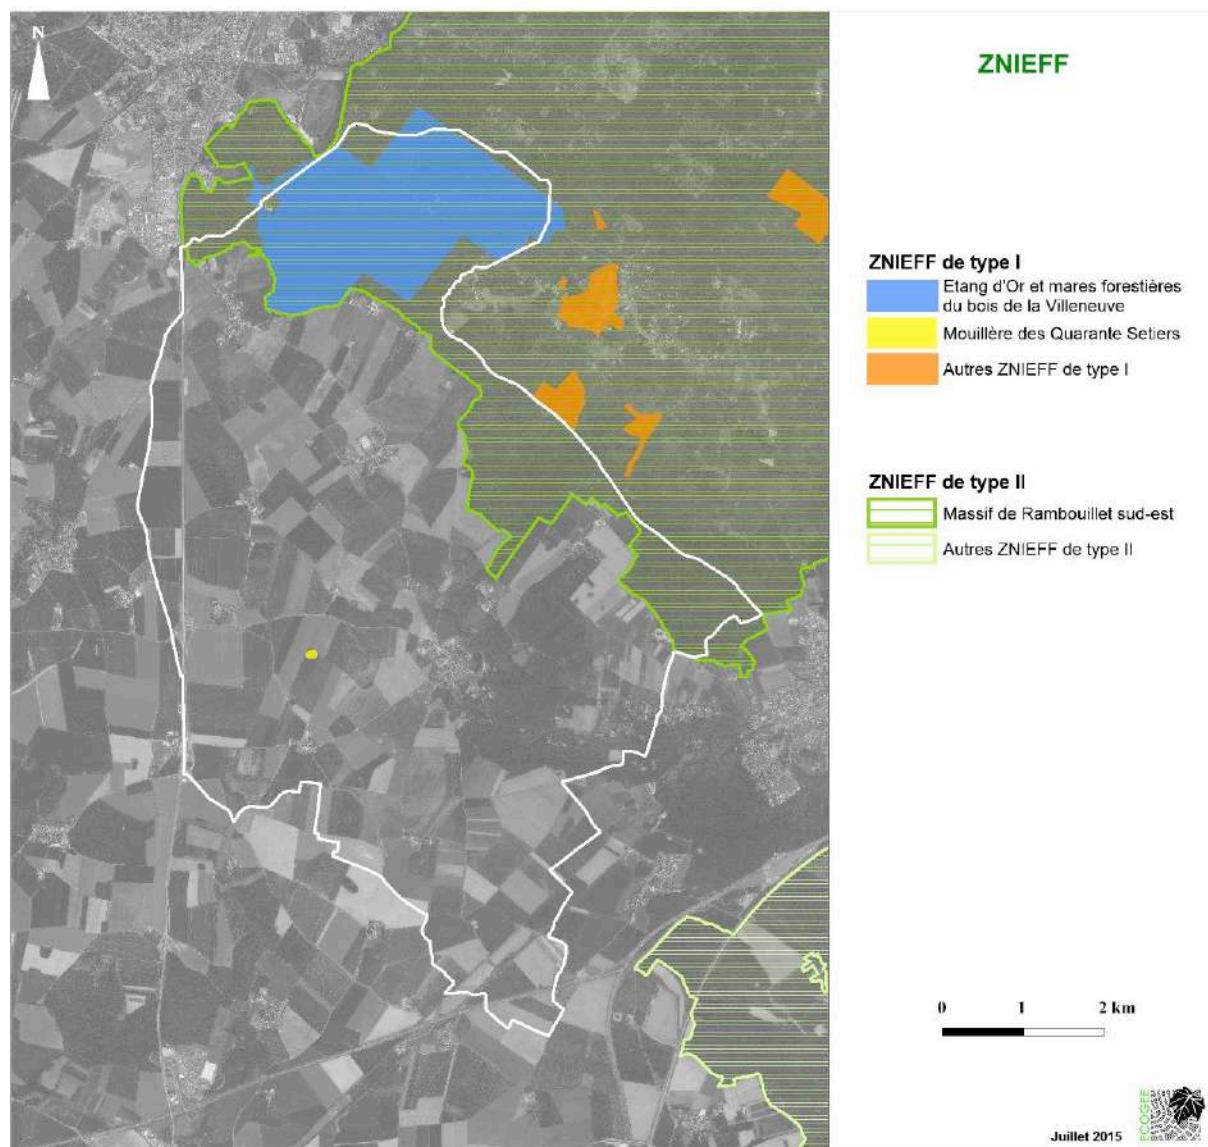 N
ZNIEFF
ZNIEFF de type I
Etang d'Or et mares forestières
du bois de la Villeneuve
Mouillère des Quarante Setiers
Autres ZNIEFF de type I
ZNIEFF de type II
Massif de Rambouillet sud-est
Autres ZNIEFF de type II
0 1 2 km
Juillet 2015
ECOGEE